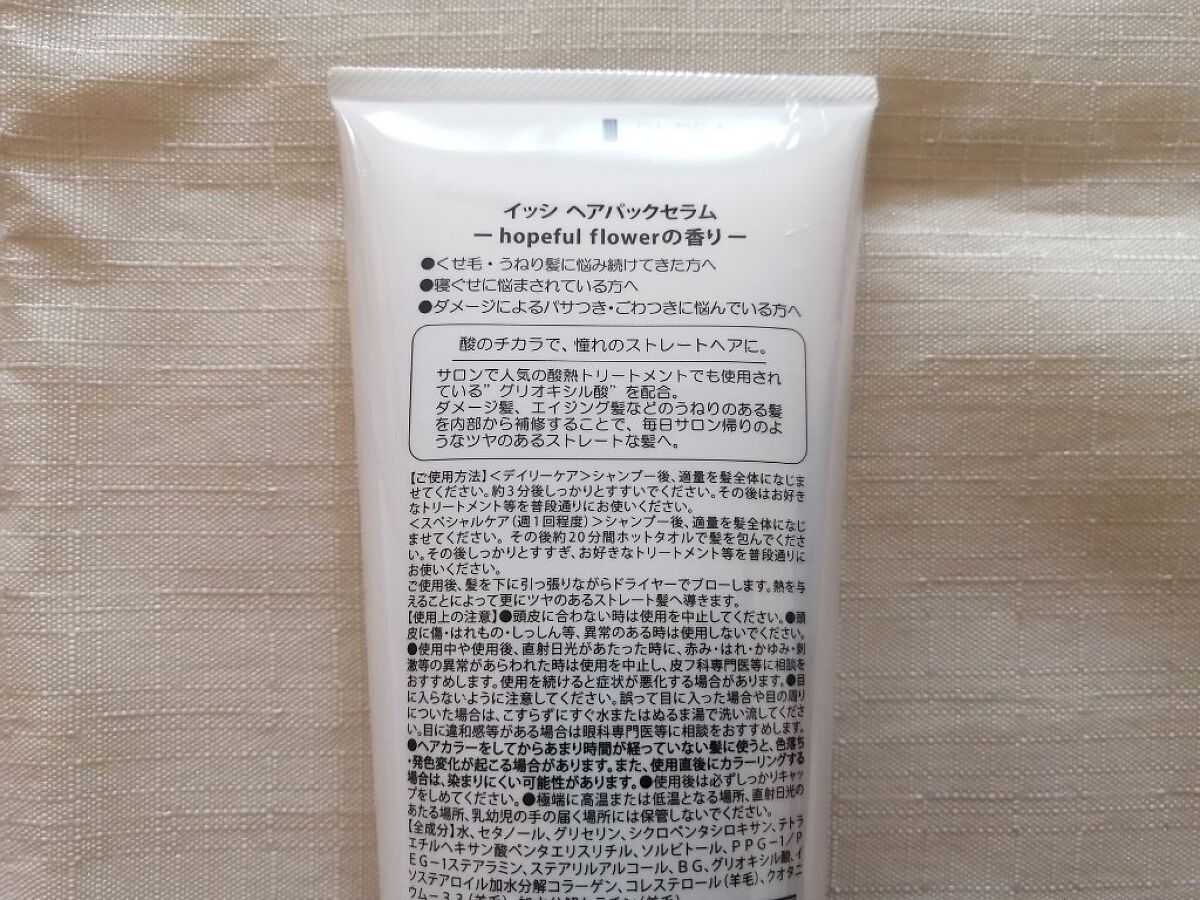 イッシ ヘアパックセラム
— hopeful flowerの香り —
●くせ毛・うねり髪に悩み続けてきた方へ
●寝ぐせに悩まされている方へ
●ダメージによるパサつき・ごわつきに悩んでいる方へ
酸のチカラで、憧れのストレートヘアに。
サロンで人気の酸熱トリートメントでも使用され
ている”グリオキシル酸”を配合。
ダメージ髪、エイジング髪などのうねりのある髪
を内部から補修することで、毎日サロン帰りのよ
うなツヤのあるストレートな髪へ。
【ご使用方法】<デイリーケア>シャンプー後、適量を髪全体になじま
せてください。約3分後しっかりとすすいでください。その後はお好き
なトリートメント等を普段通りにお使いください。
<スペシャルケア(週1回程度)>シャンプー後、適量を髪全体になじ
ませてください。その後約20分間ホットタオルで髪を包んでくださ
い。その後しっかりとすすぎ、お好きなトリートメント等を普段通りに
お使いください。
ご使用後、髪を下に引っ張りながらドライヤーでブローします。熱を与
えることによって更にツヤのあるストレート髪へ導きます。
【使用上の注意】●頭皮に合わない時は使用を中止してください。●頭
皮に傷・はれもの・しっしん等、異常のある時は使用しないでください。
●使用中や使用後、直射日光があたった時に、赤み・はれ・かゆみ・刺
激等の異常があらわれた時は使用を中止し、皮フ科専門医等に相談を
おすすめします。使用を続けると症状が悪化する場合があります。●目
に入らないように注意してください。誤って目に入った場合や目の周り
についた場合は、こすらずにすぐ水またはぬるま湯で洗い流してくださ
い。目に違和感等がある場合は眼科専門医等に相談をおすすめします。
●ヘアカラーをしてからあまり時間が経っていない髪に使うと、色落ち
・発色変化が起こる場合があります。また、使用直後にカラーリングする
場合は、染まりにくい可能性があります。●使用後は必ずしっかりキャッ
プをしめてください。●極端に高温または低温となる場所、直射日光の
あたる場所、乳幼児の手の届く場所には保管しないでください。
【全成分】水、セタノール、グリセリン、シクロペンタシロキサン、テトラ
エチルヘキサン酸ペンタエリスリチル、ソルビトール、PPG-1/P
EG-1ステアラミン、ステアリルアルコール、BG、グリオキシル酸、イ
ソステアロイル加水分解コラーゲン、コレステロール(羊毛)、クオタニ
ウム-33(羊毛)、加水分解ケラチン(羊毛)